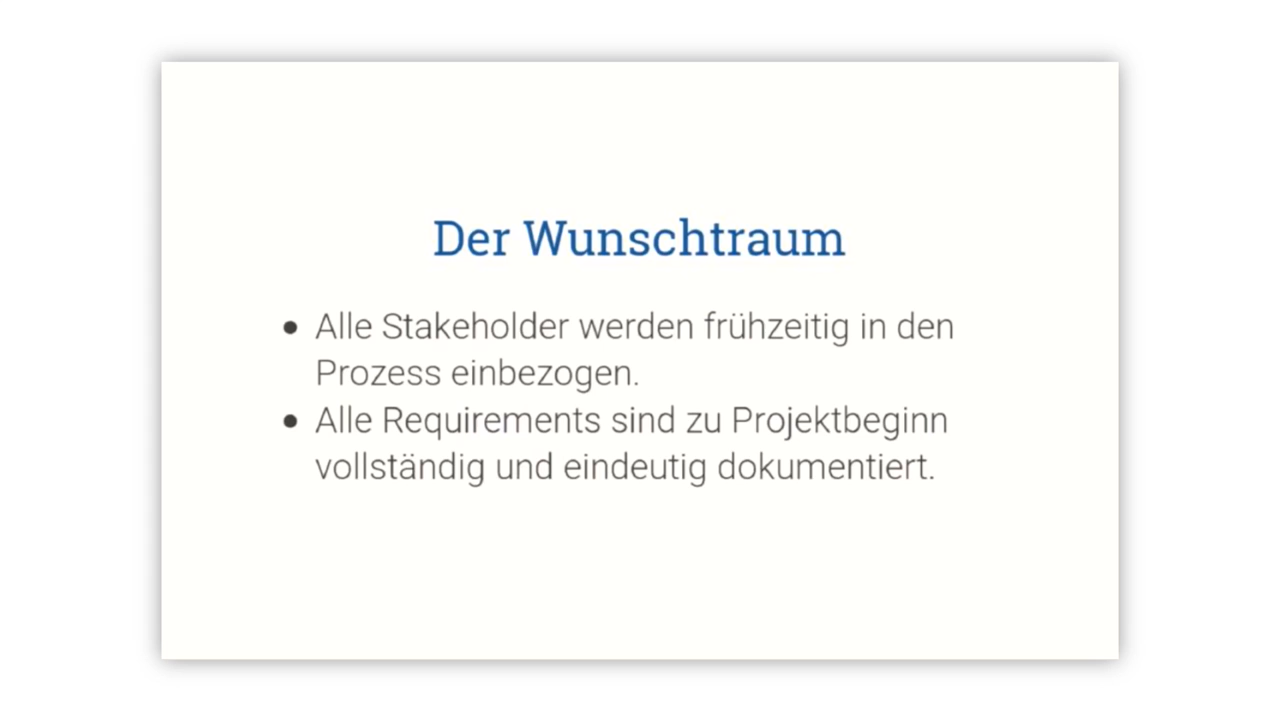 Der Wunschtraum
• Alle Stakeholder werden frühzeitig in den
Prozess einbezogen.
• Alle Requirements sind zu Projektbeginn
vollständig und eindeutig dokumentiert.